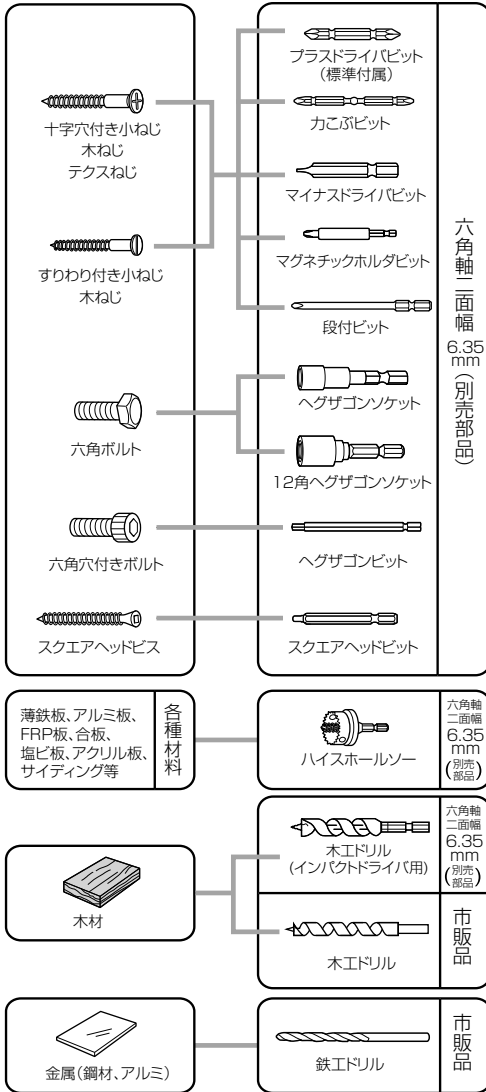 十字穴付き小ねじ
木ねじ
テクスねじ
すりわり付き小ねじ
木ねじ
六角ボルト
六角穴付きボルト
スクエアヘッドビス
プラスドライバビット
(標準付属)
力こぶビット
マイナスドライバビット
マグネチックホルダビット
段付ビット
ヘグザゴンソケット
12角ヘグザゴンソケット
ヘグザゴンビット
スクエアヘッドビット
六角軸二面幅6.35mm(別売部品)
薄鉄板、アルミ板、
FRP板、合板、
塩ビ板、アクリル板、
サイディング等
各種材料
ハイスホールソー
六角軸
二面幅
6.35
mm
(別売部品)
木材
木工ドリル
(インパクトドライバ用)
六角軸
二面幅
6.35
mm
(別売部品)
木工ドリル
市販品
金属(鋼材、アルミ)
鉄工ドリル
市販品